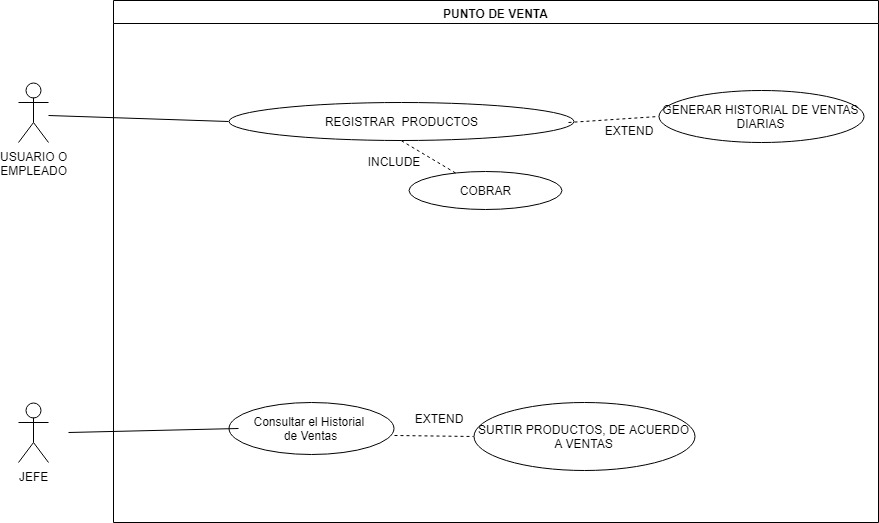 PUNTO DE VENTA
USUARIO O
EMPLEADO
REGISTRAR PRODUCTOS
EXTEND
GENERAR HISTORIAL DE VENTAS
DIARIAS
INCLUDE
COBRAR
JEFE
Consultar el Historial
de Ventas
EXTEND
SURTIR PRODUCTOS, DE ACUERDO
A VENTAS